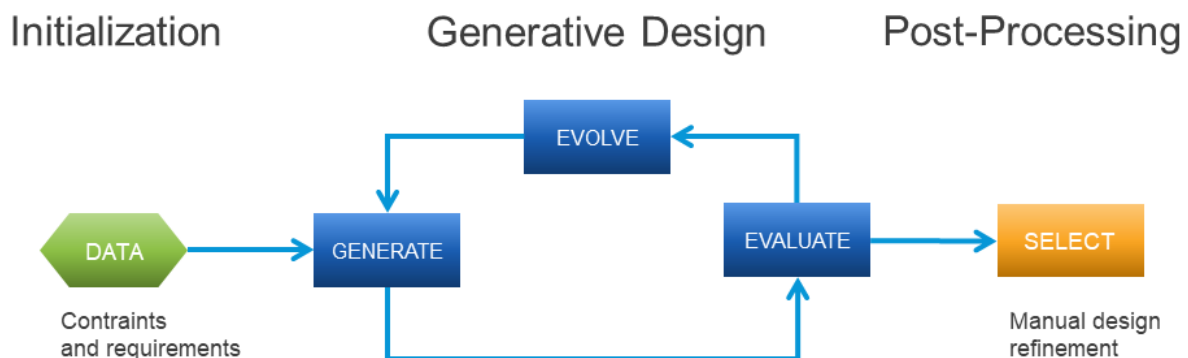 Initialization
Generative Design
Post-Processing
EVOLVE
DATA
GENERATE
EVALUATE
SELECT
Contraints
and requirements
Manual design
refinement